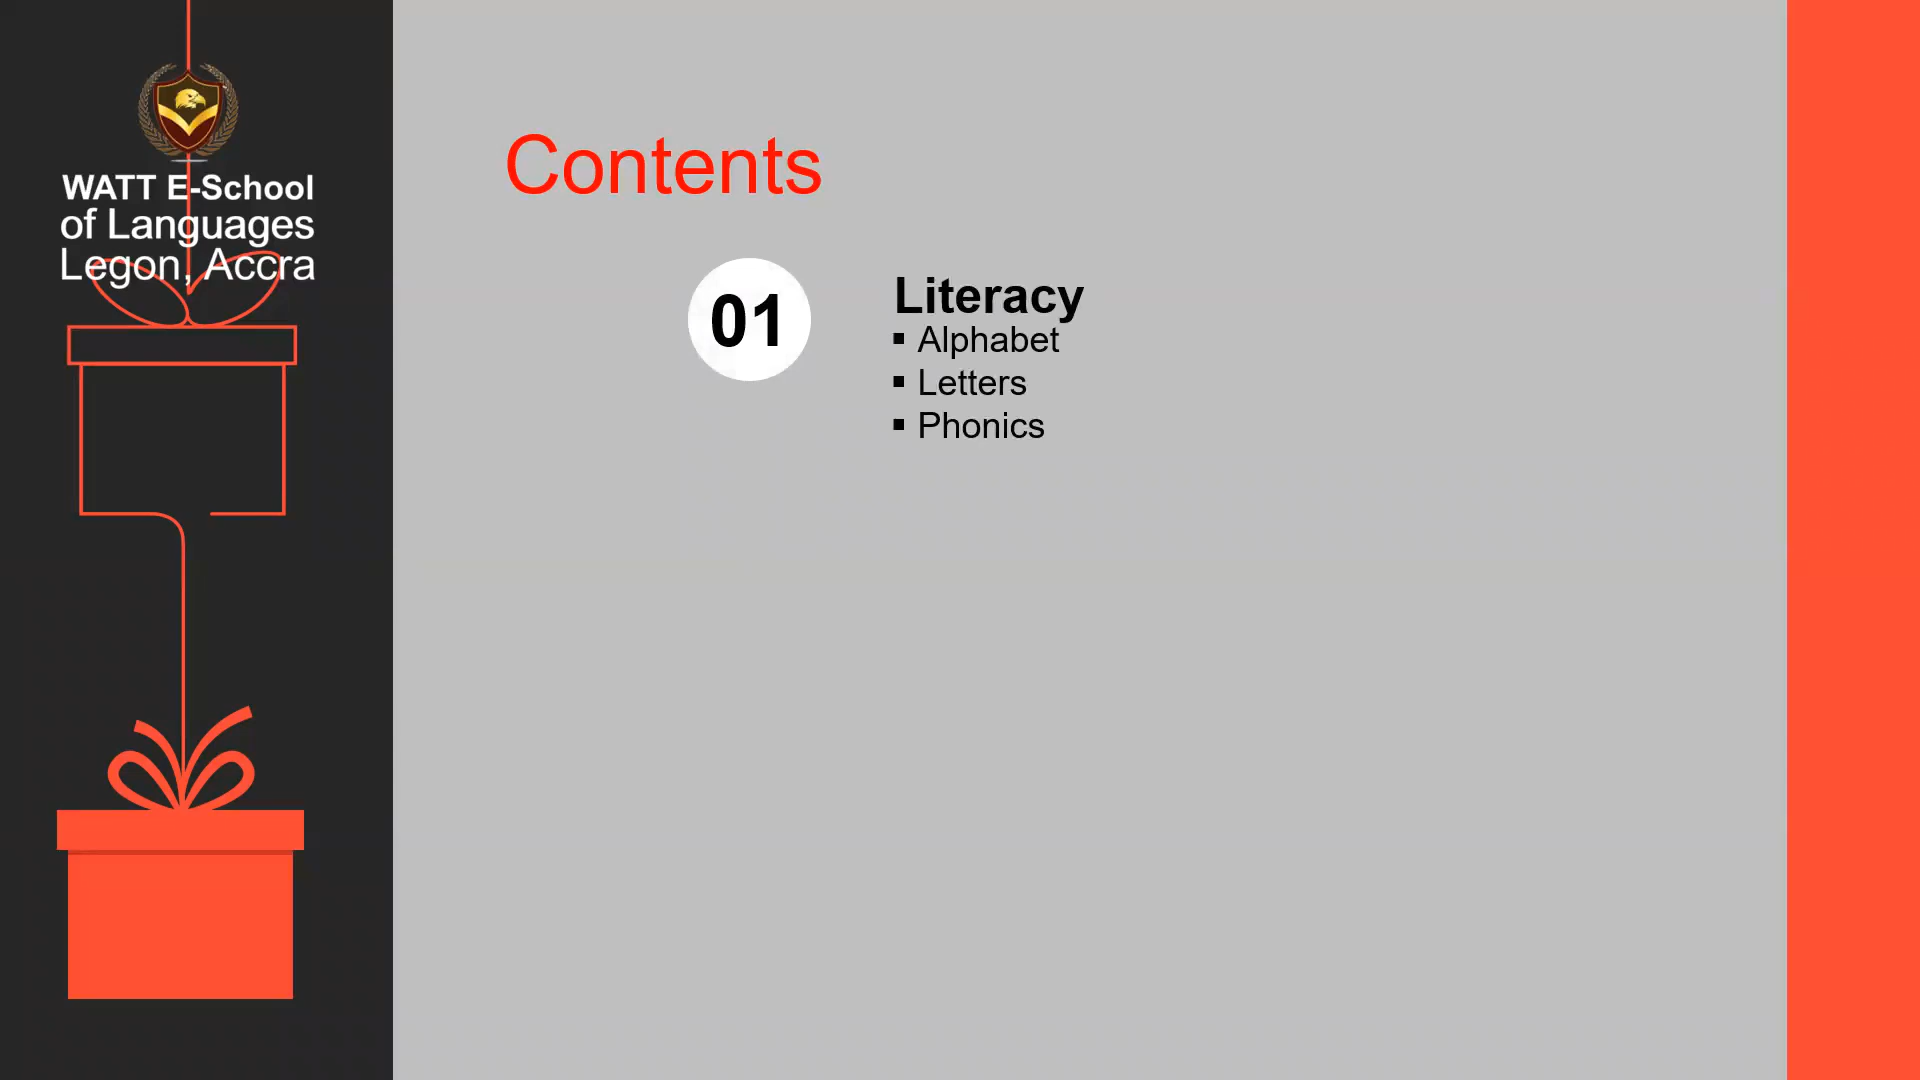 WATT E-School
of Languages
Legon, Accra
Contents
01
Literacy
▪ Alphabet
▪ Letters
▪ Phonics